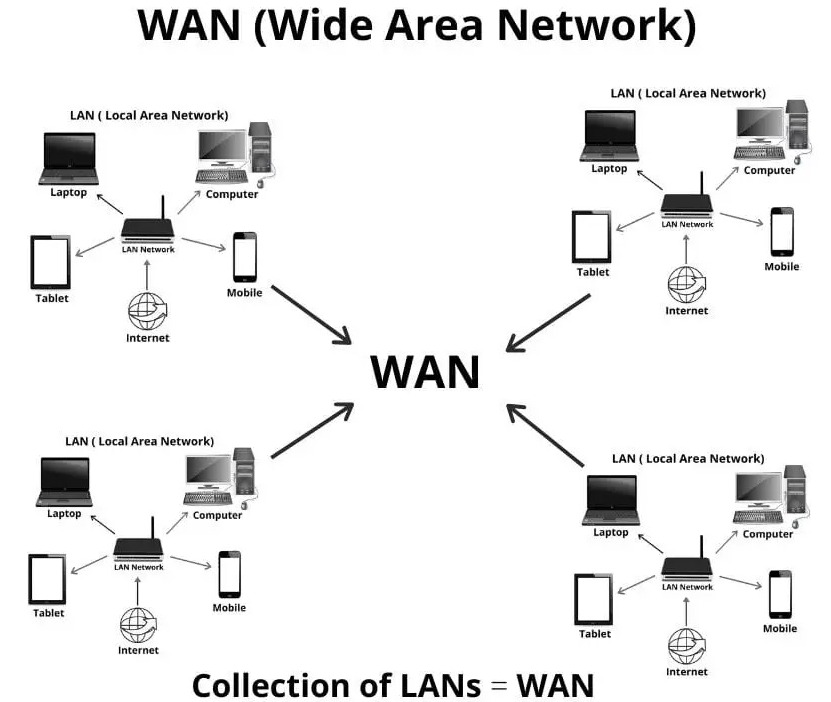 WAN (Wide Area Network)
LAN ( Local Area Network)
Laptop
Computer
LAN Network
Tablet
Mobile
Internet
LAN ( Local Area Network)
Laptop
Computer
LAN Network
Tablet
Mobile
Internet
WAN
LAN ( Local Area Network)
Laptop
Computer
LAN Network
Tablet
Mobile
Internet
LAN ( Local Area Network)
Laptop
Computer
LAN Network
Tablet
Mobile
Internet
Collection of LANs = WAN